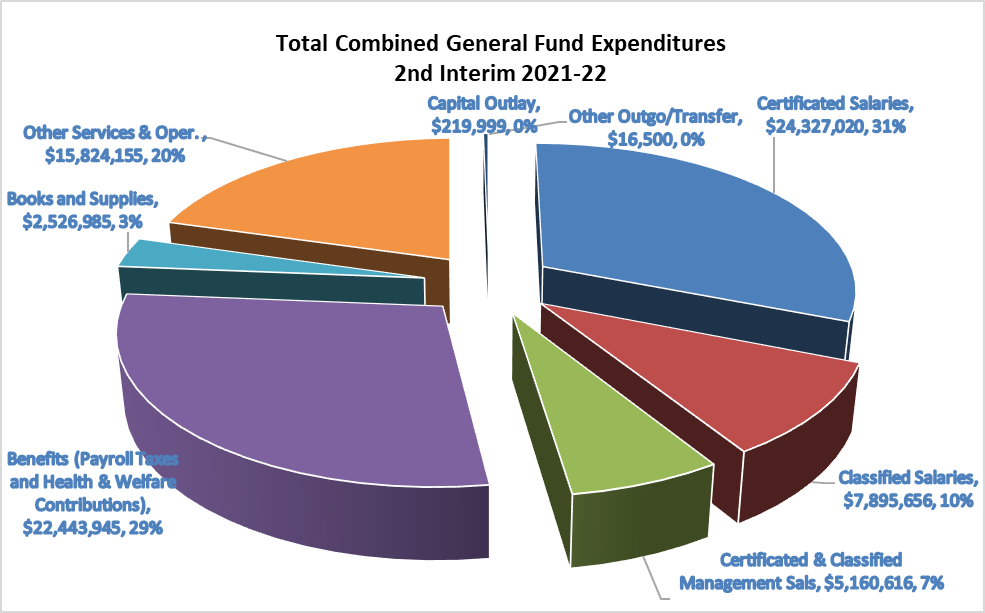 Total Combined General Fund Expenditures
2nd Interim 2021-22
Capital Outlay,
$219,999, 0%
Other Outgo/Transfer,
$16,500, 0%
Certificated Salaries,
$24,327,020, 31%
Other Services & Oper. ,
$15,824,155, 20%
Books and Supplies,
$2,526,985, 3%
Benefits (Payroll Taxes
and Health & Welfare
Contributions),
$22,443,945, 29%
Classified Salaries,
$7,895,656, 10%
Certificated & Classified
Management Sals, $5,160,616, 7%